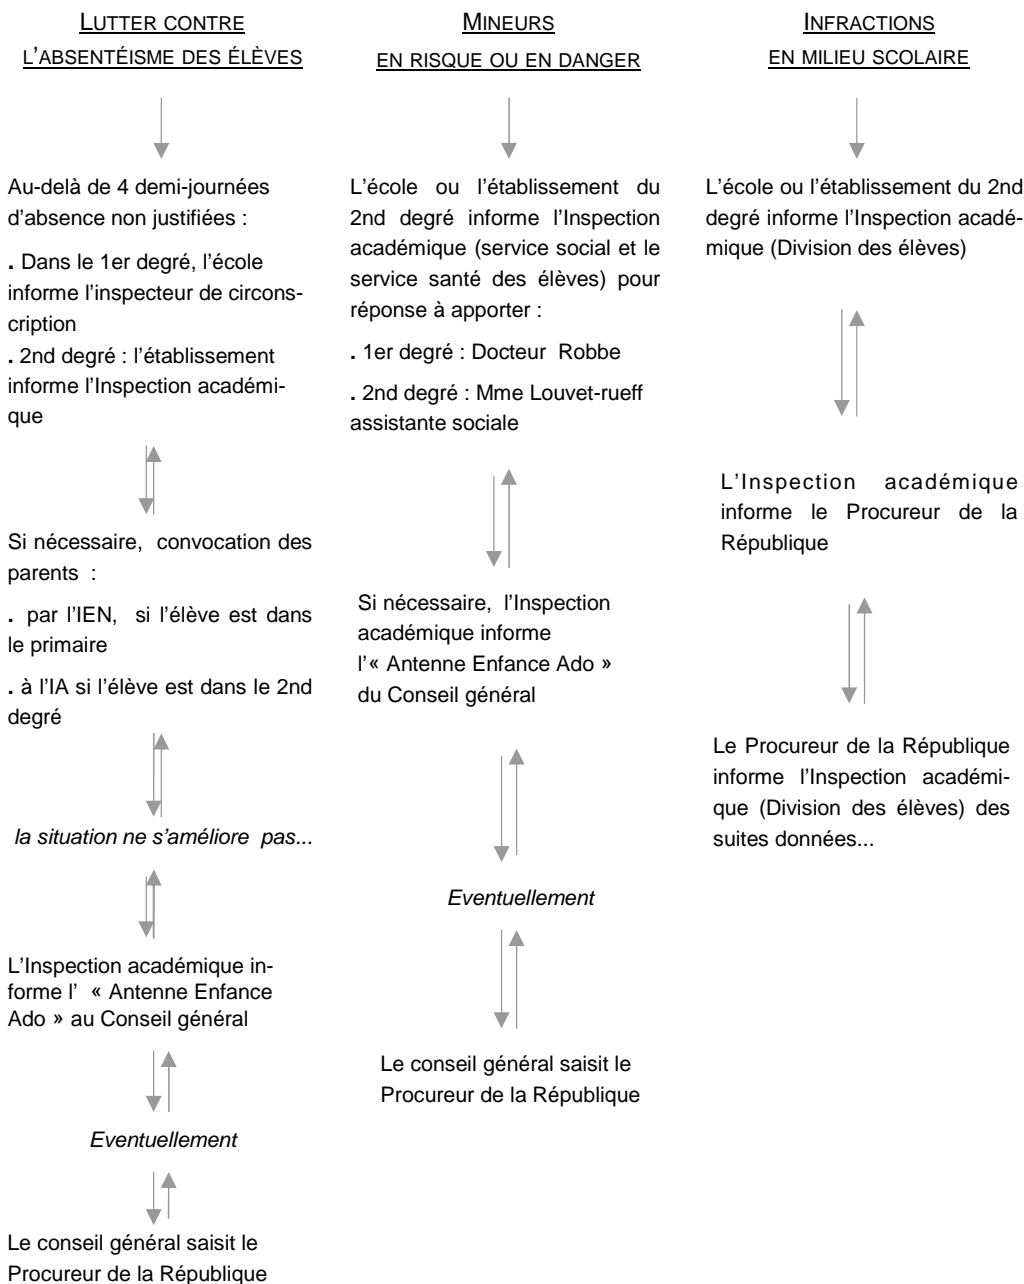 LUTTER CONTRE
L'ABSENTÉISME DES ÉLÈVES
Au-delà de 4 demi-journées
d'absence non justifiées :
. Dans le 1er degré, l'école
informe l'inspecteur de circons-
cription
. 2nd degré : l'établissement
informe l'Inspection académi-
que
Si nécessaire, convocation des
parents :
. par l'IEN, si l'élève est dans
le primaire
. à l'IA si l'élève est dans le 2nd
degré
la situation ne s'améliore pas...
L'Inspection académique in-
forme l' « Antenne Enfance
Ado » au Conseil général
Eventuellement
Le conseil général saisit le
Procureur de la République
MINEURS
EN RISQUE OU EN DANGER
L'école ou l'établissement du
2nd degré informe l'Inspection
académique (service social et le
service santé des élèves) pour
réponse à apporter :
. 1er degré : Docteur Robbe
. 2nd degré : Mme Louvet-rueff
assistante sociale
Si nécessaire, l'Inspection
académique informe
l'« Antenne Enfance Ado »
du Conseil général
Eventuellement
Le conseil général saisit le
Procureur de la République
INFRACTIONS
EN MILIEU SCOLAIRE
L'école ou l'établissement du 2nd
degré informe l'Inspection acadé-
mique (Division des élèves)
L'Inspection académique
informe le Procureur de la
République
Le Procureur de la République
informe l'Inspection académi-
que (Division des élèves) des
suites données...